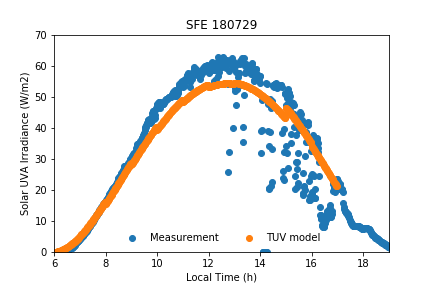 SFE 180729
Solar UVA Irradiance (W/m2)
70
60
50
40
30
20
10
0
Measurement TUV model
6 8 10 12 14 16 18
Local Time (h)